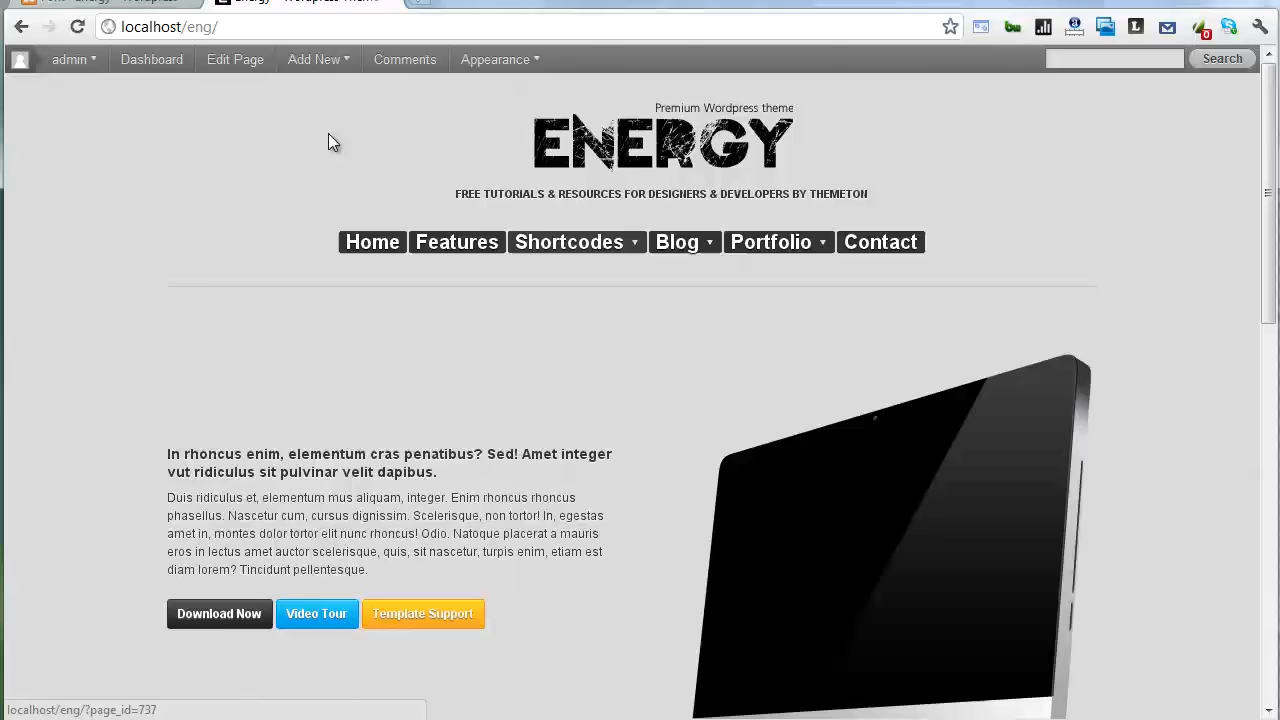 localhost/eng/
admin
Dashboard
Edit Page
Add New
Comments
Appearance
Search
Premium Wordpress theme
ENERGY
FREE TUTORIALS & RESOURCES FOR DESIGNERS & DEVELOPERS BY THEMETON
Home
Features
Shortcodes
Blog
Portfolio
Contact
In rhoncus enim, elementum cras penatibus? Sed! Amet integer
vut ridiculus sit pulvinar velit dapibus.
Duis ridiculus et, elementum mus aliquam, integer. Enim rhoncus rhoncus
phasellus. Nascetur cum, cursus dignissim. Scelerisque, non tortor! In, egestas
amet in, montes dolor tortor elit nunc rhoncus! Odio. Natoque placerat a mauris
eros in lectus amet auctor scelerisque, quis, sit nascetur, turpis enim, etiam est
diam lorem? Tincidunt pellentesque.
Download Now
Video Tour
Template Support
localhost/eng/?page_id=737